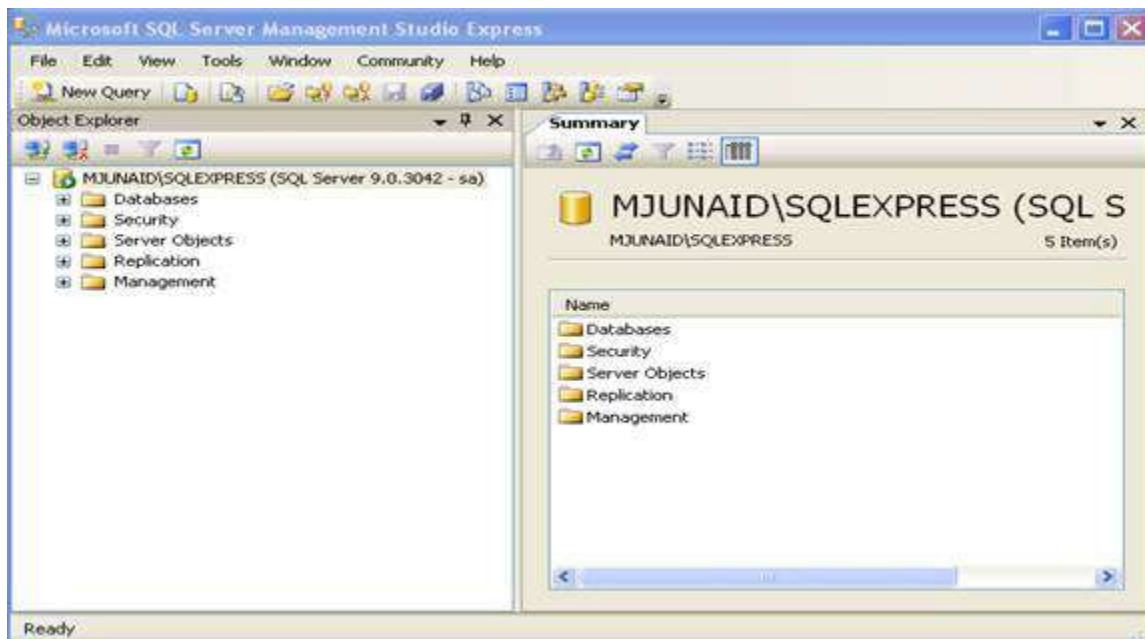 Microsoft SQL Server Management Studio Express
File Edit View Tools Window Community Help
New Query
Object Explorer
MJUNAID\SQLEXPRESS (SQL Server 9.0.3042 - sa)
Databases
Security
Server Objects
Replication
Management
Summary
MJUNAID\SQLEXPRESS (SQL S
MJUNAID\SQLEXPRESS 5 Item(s)
Name
Databases
Security
Server Objects
Replication
Management
Ready